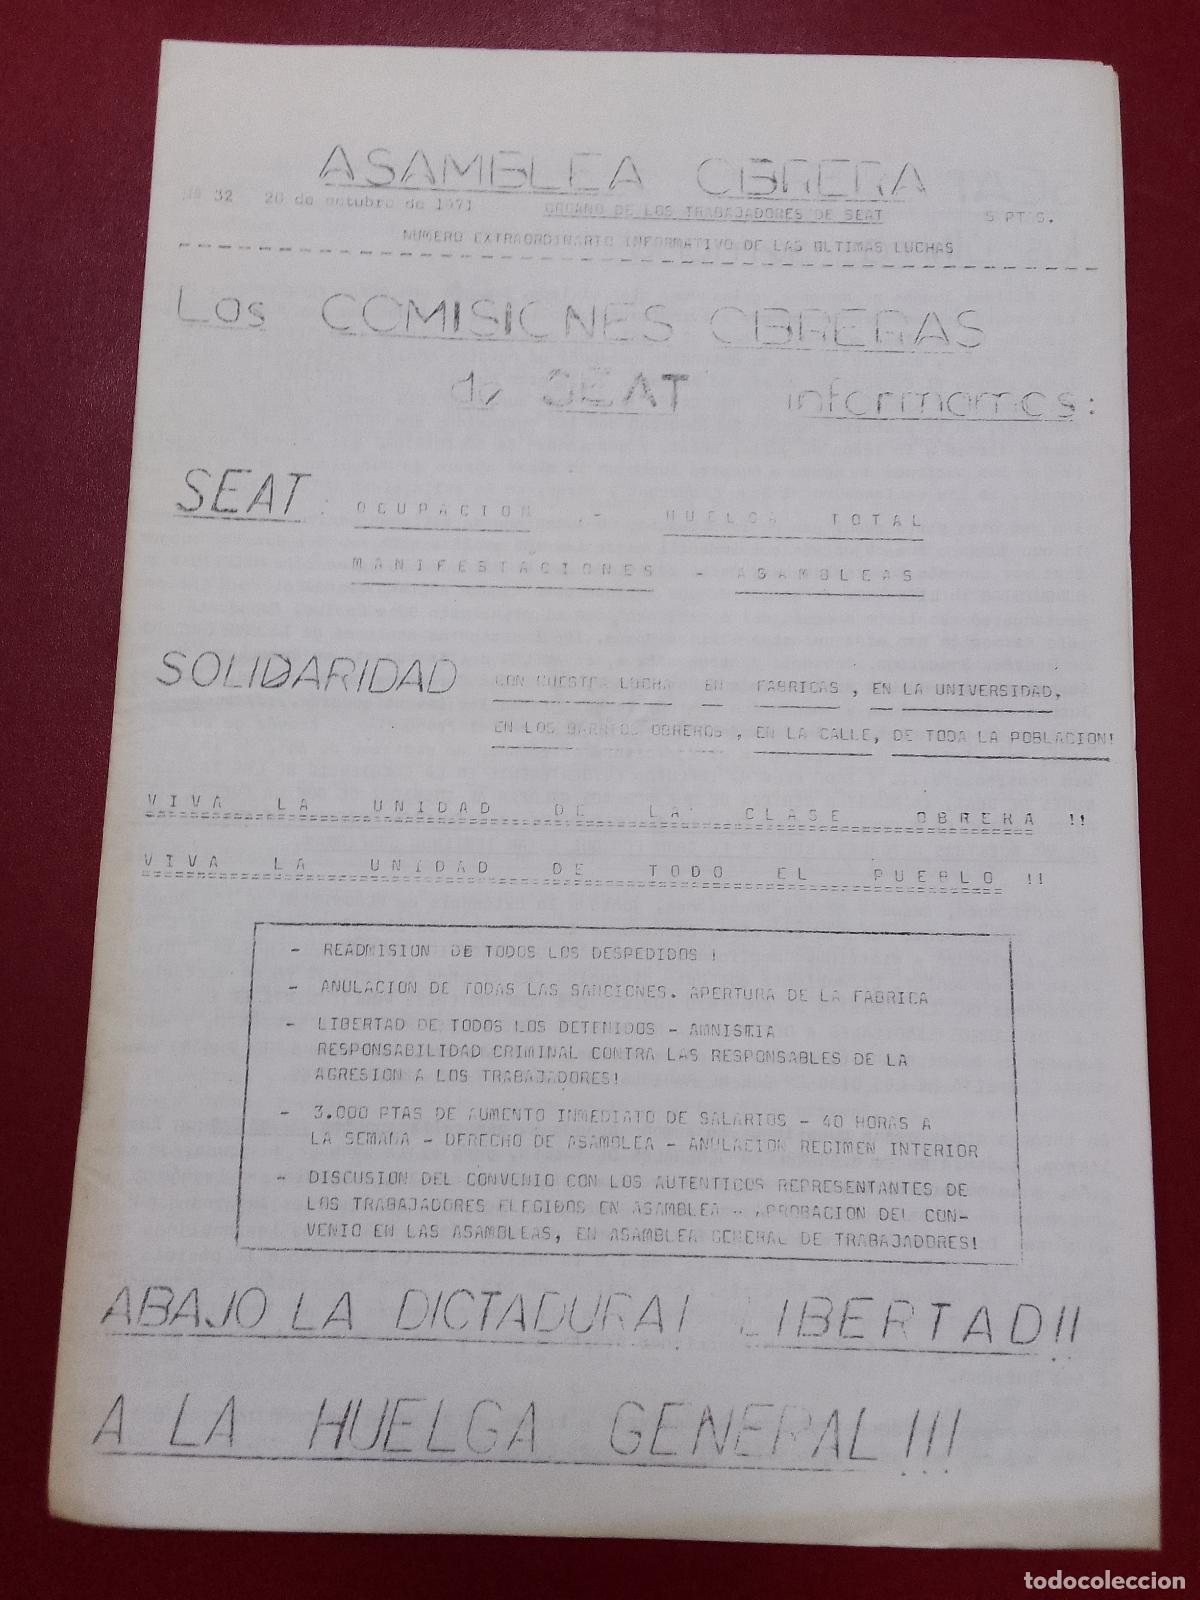 ASAMBLEA OBRERA
Nº 32 20 de octubre de 1971 ORGANO DE LOS TRABAJADORES DE SEAT 5 PTS.
NUMERO EXTRAORDINARIO INFORMATIVO DE LAS ULTIMAS LUCHAS
Las COMISIONES OBRERAS
de SEAT informamos:
SEAT: OCUPACION - HUELGA TOTAL
MANIFESTACIONES - ASAMBLEAS
SOLIDARIDAD CON NUESTRA LUCHA EN FABRICAS, EN LA UNIVERSIDAD,
EN LOS BARRIOS OBREROS, EN LA CALLE, DE TODA LA POBLACION!
VIVA LA UNIDAD DE LA CLASE OBRERA !!
VIVA LA UNIDAD DE TODO EL PUEBLO !!
- READMISION DE TODOS LOS DESPEDIDOS !
- ANULACION DE TODAS LAS SANCIONES. APERTURA DE LA FABRICA
- LIBERTAD DE TODOS LOS DETENIDOS - AMNISTIA
RESPONSABILIDAD CRIMINAL CONTRA LAS RESPONSABLES DE LA
AGRESION A LOS TRABAJADORES!
- 3.000 PTAS DE AUMENTO INMEDIATO DE SALARIOS - 40 HORAS A
LA SEMANA - DERECHO DE ASAMBLEA - ANULACION REGIMEN INTERIOR
- DISCUSION DEL CONVENIO CON LOS AUTENTICOS REPRESENTANTES DE
LOS TRABAJADORES ELEGIDOS EN ASAMBLEA - APROBACION DEL CON-
VENIO EN LAS ASAMBLEAS, EN ASAMBLEA GENERAL DE TRABAJADORES!
ABAJO LA DICTADURA! LIBERTAD!!
A LA HUELGA GENERAL!!!
todocoleccion